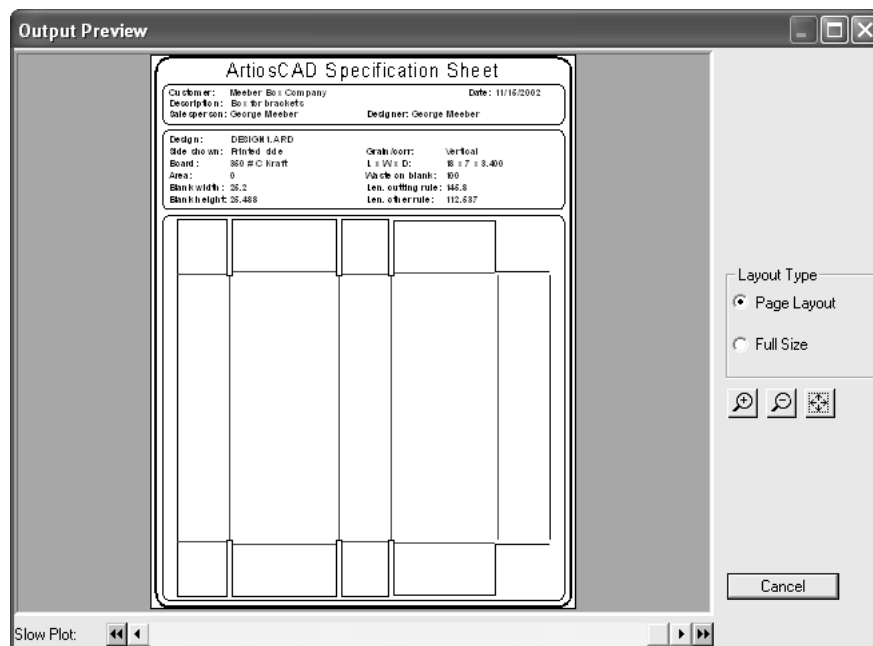 Output Preview
ArtiosCAD Specification Sheet
Customer: Meeber Box Company Date: 11/15/2002
Description: Box for brackets
Salesperson: George Meeber Designer: George Meeber
Design: DESIGN1.ARD
Side shown: Printed side Grain/corr: Vertical
Board: 350 # C Kraft L x W x D: 18 x 7 x 3.400
Area: 0 Waste on blank: 100
Blank width: 25.2 Len. cutting rule: 145.8
Blank height: 25.488 Len. other rule: 112.537
Layout Type
Page Layout
Full Size
Cancel
Slow Plot: